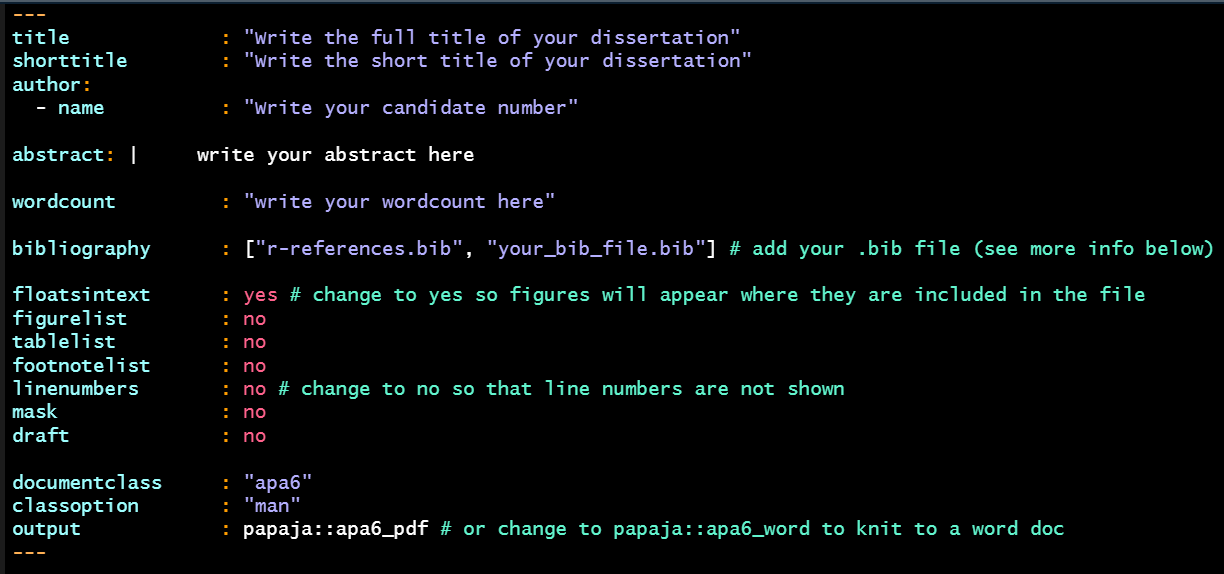 ---
title             : "Write the full title of your dissertation"
shorttitle        : "Write the short title of your dissertation"
author:
  - name          : "Write your candidate number"
abstract: |     write your abstract here
wordcount         : "write your wordcount here"
bibliography      : ["r-references.bib", "your_bib_file.bib"] # add your .bib file (see more info below)
floatsintext      : yes # change to yes so figures will appear where they are included in the file
figurelist        : no
tablelist         : no
footnotelist      : no
linenumbers       : no # change to no so that line numbers are not shown
mask              : no
draft             : no
documentclass     : "apa6"
classoption       : "man"
output            : papaja::apa6_pdf # or change to papaja::apa6_word to knit to a word doc
---